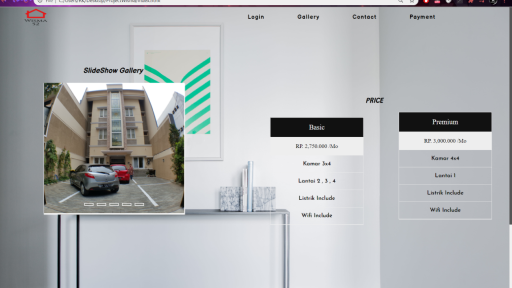 Login Gallery Contact Payment
SlideShow Gallery
PRICE
Basic
RP. 2,750.000 /Mo
Kamar 3x4
Lantai 2 , 3 , 4
Listrik Include
Wifi Include
Premium
RP. 3,000.000 /Mo
Kamar 4x4
Lantai 1
Listrik Include
Wifi Include